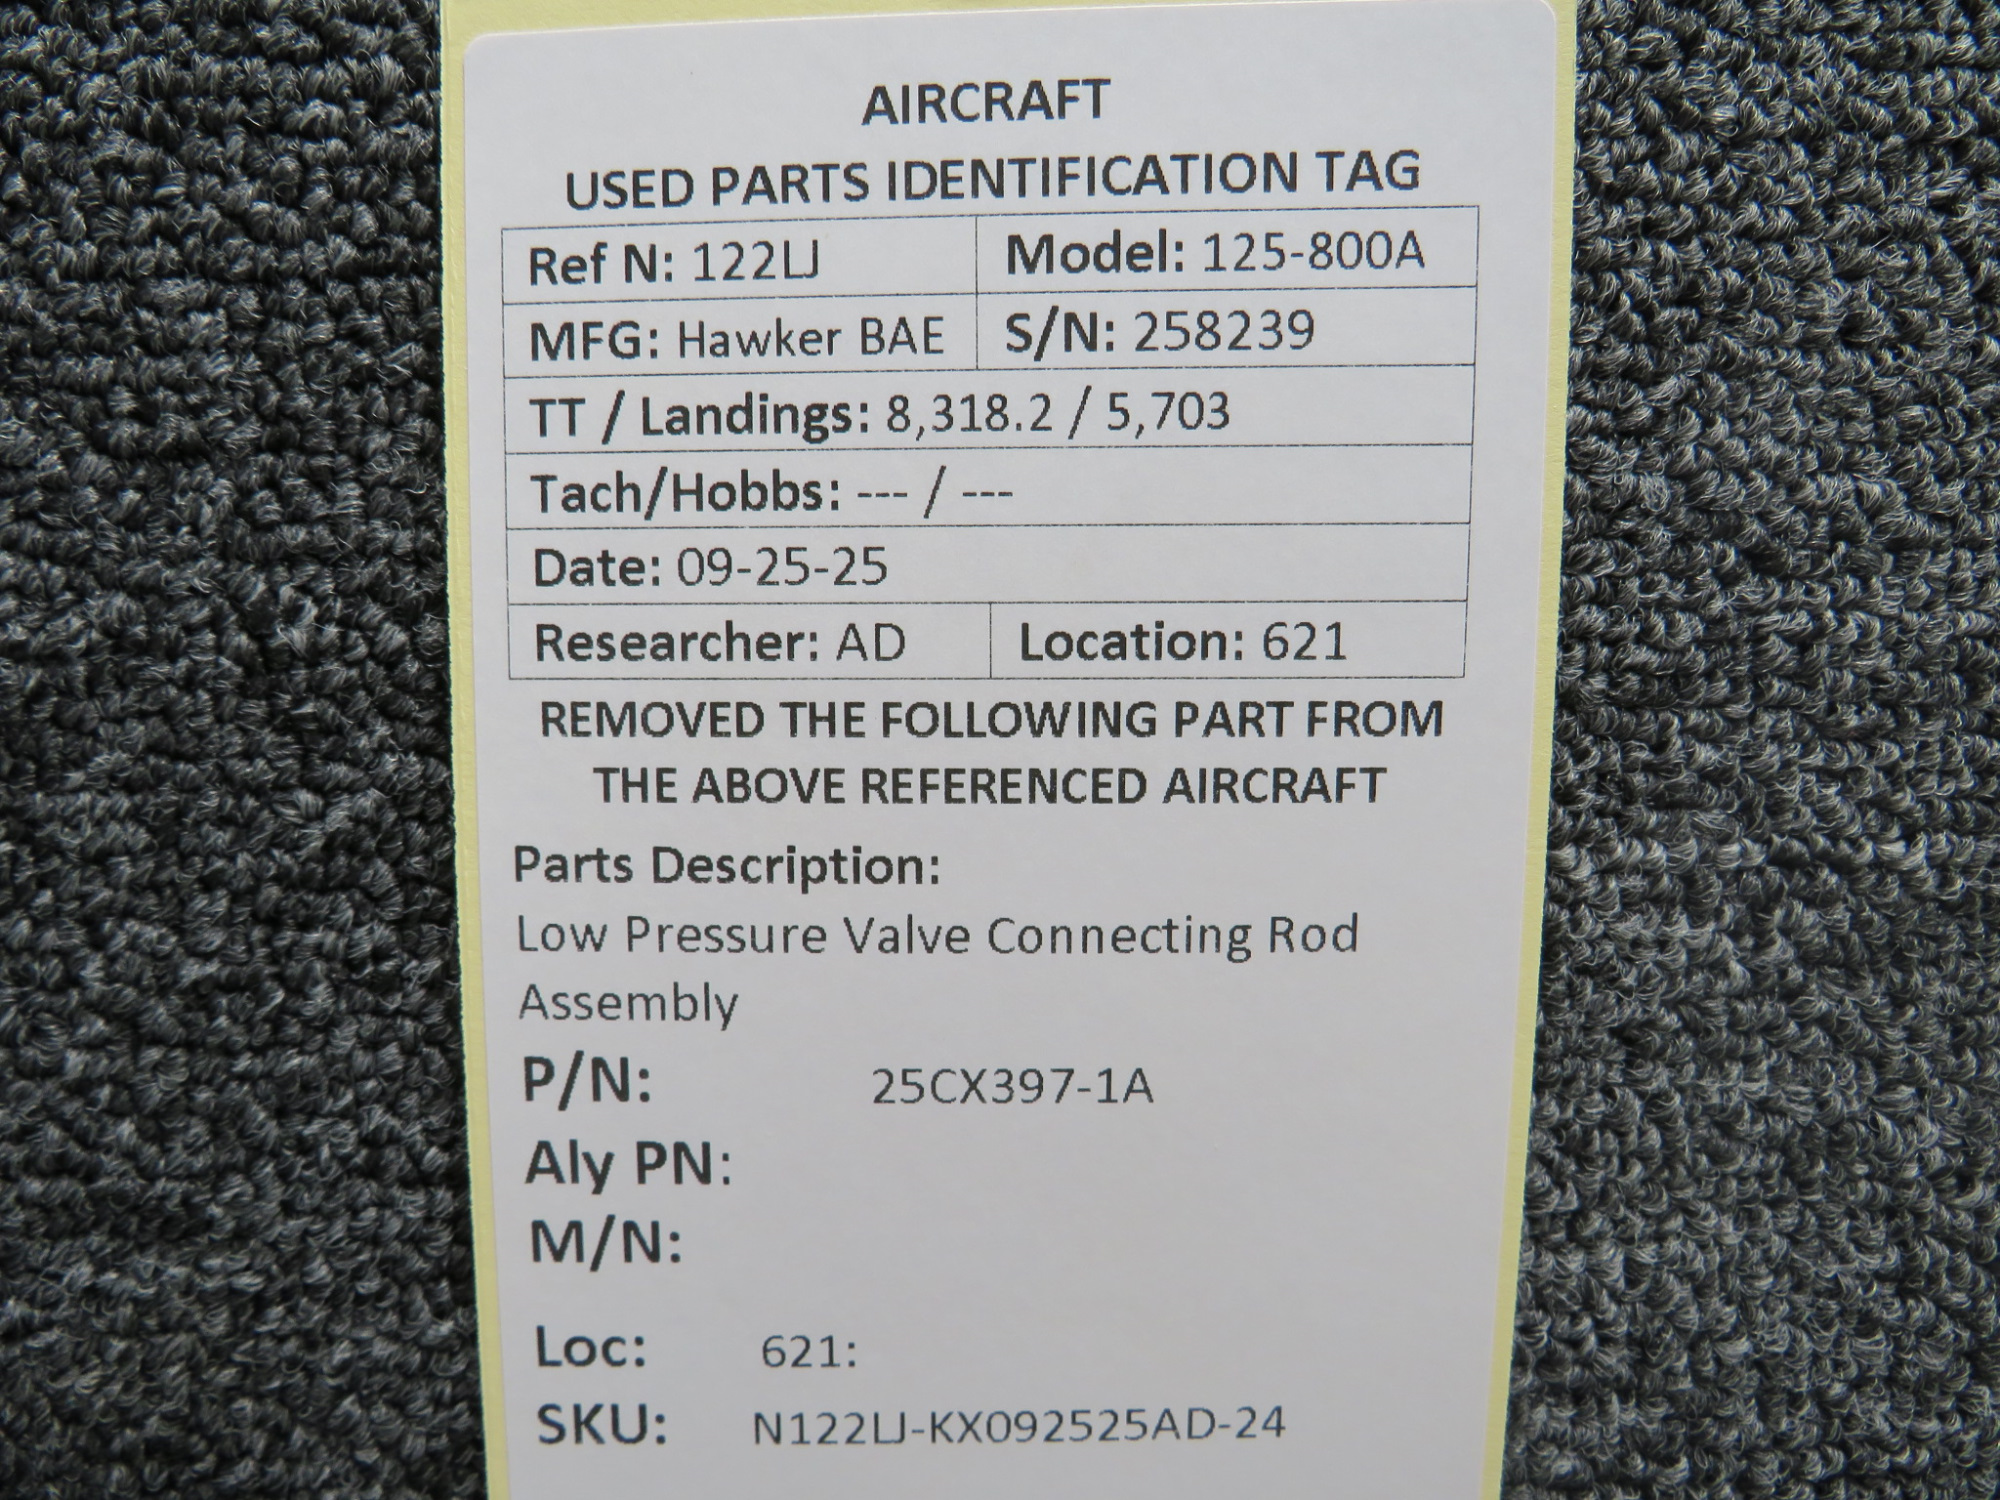 AIRCRAFT
USED PARTS IDENTIFICATION TAG
Ref N: 122LJ Model: 125-800A
MFG: Hawker BAE S/N: 258239
TT / Landings: 8,318.2 / 5,703
Tach/Hobbs: --- / ---
Date: 09-25-25
Researcher: AD Location: 621
REMOVED THE FOLLOWING PART FROM
THE ABOVE REFERENCED AIRCRAFT
Parts Description:
Low Pressure Valve Connecting Rod
Assembly
P/N: 25CX397-1A
Aly PN:
M/N:
Loc: 621:
SKU: N122LJ-KX092525AD-24